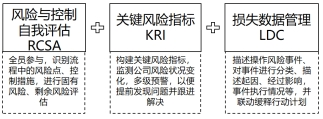 风险与控制
自我评估
RCSA
全员参与，识别流
程中的风险点、控
制措施，进行固有
风险、剩余风险评
估
关键风险指标
KRI
构建关键风险指标，
监测公司风险状况变
化，多级预警，以便
提前发现问题并跟进
解决
损失数据管理
LDC
描述操风险事件、
对事件进行分类、描
述起因、经过影响，
事件执行情况等，并
联动缓释行动计划